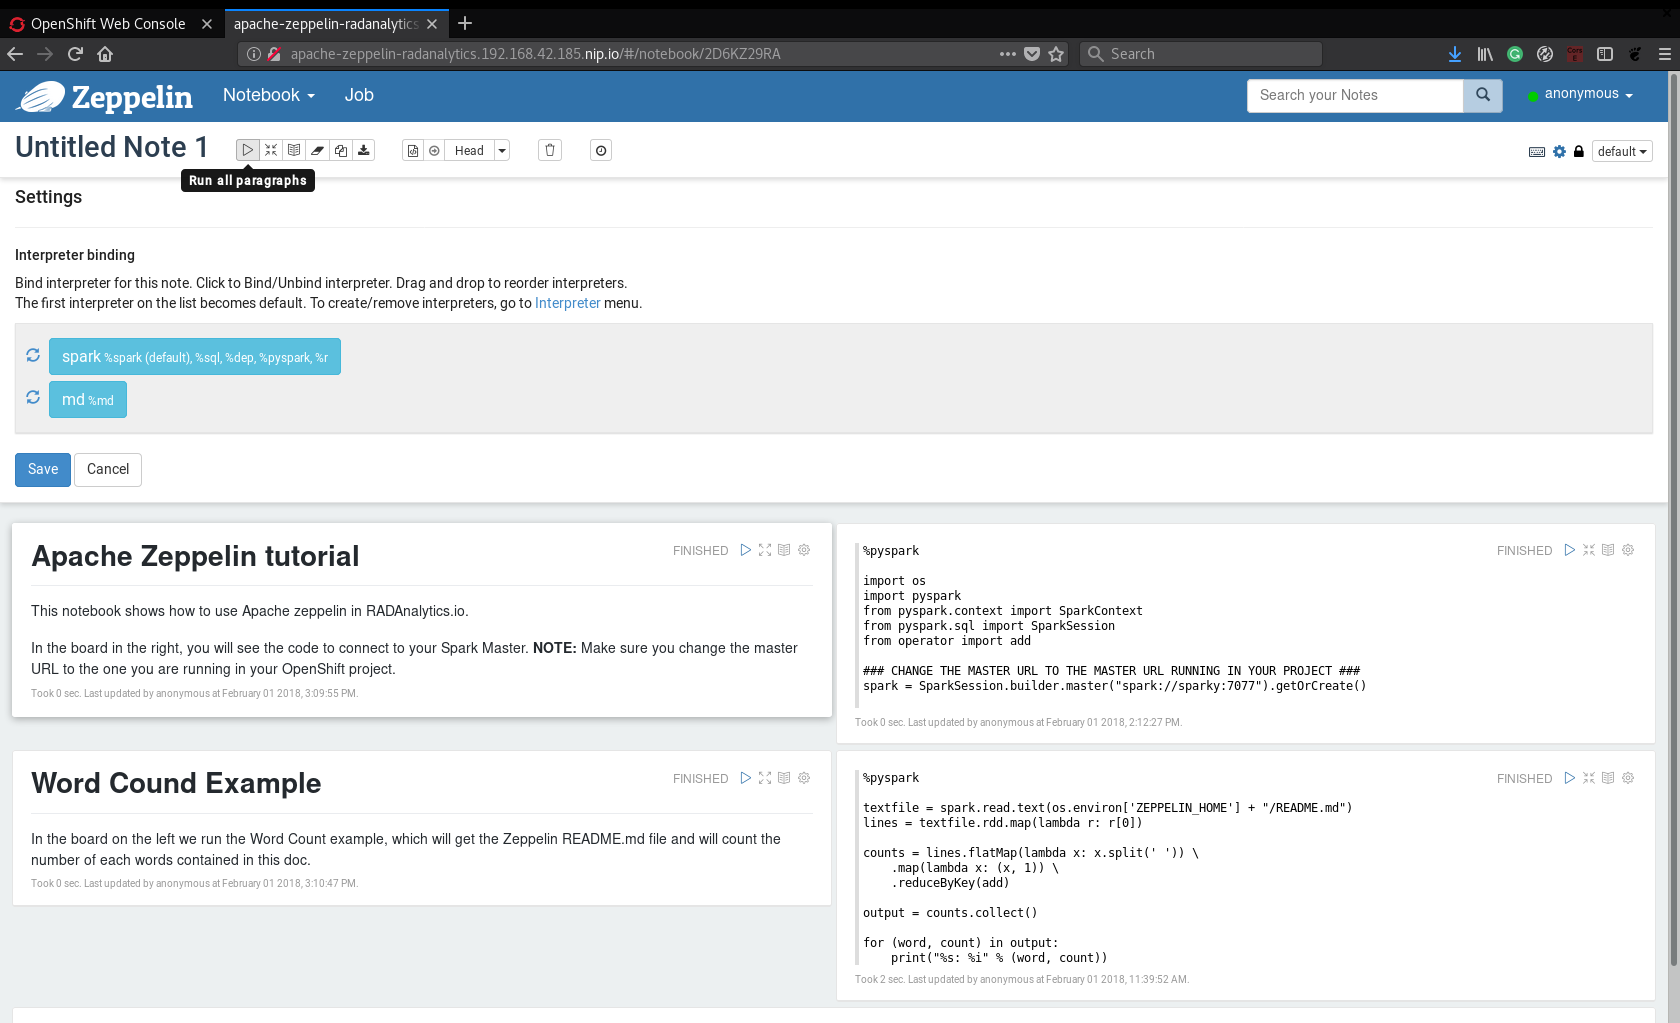 OpenShift Web Console
apache-zeppelin-radanalytics
apache-zeppelin-radanalytics.192.168.42.185.nip.io/#/notebook/2D6KZ29RA
Search
Zeppelin
Notebook
Job
Search your Notes
anonymous
Untitled Note 1
Head
default
Run all paragraphs
Settings
Interpreter binding
Bind interpreter for this note. Click to Bind/Unbind interpreter. Drag and drop to reorder interpreters.
The first interpreter on the list becomes default. To create/remove interpreters, go to Interpreter menu.
spark %spark (default), %sql, %dep, %pyspark, %r
md %md
Save
Cancel
Apache Zeppelin tutorial
FINISHED
This notebook shows how to use Apache zeppelin in RADAnalytics.io.
In the board in the right, you will see the code to connect to your Spark Master. NOTE: Make sure you change the master
URL to the one you are running in your OpenShift project.
Took 0 sec. Last updated by anonymous at February 01 2018, 3:09:55 PM.
%pyspark
FINISHED
import os
import pyspark
from pyspark.context import SparkContext
from pyspark.sql import SparkSession
from operator import add
### CHANGE THE MASTER URL TO THE MASTER URL RUNNING IN YOUR PROJECT ###
spark = SparkSession.builder.master("spark://sparky:7077").getOrCreate()
Took 0 sec. Last updated by anonymous at February 01 2018, 2:12:27 PM.
Word Cound Example
FINISHED
In the board on the left we run the Word Count example, which will get the Zeppelin README.md file and will count the
number of each words contained in this doc.
Took 0 sec. Last updated by anonymous at February 01 2018, 3:10:47 PM.
%pyspark
FINISHED
textfile = spark.read.text(os.environ['ZEPPELIN_HOME'] + "/README.md")
lines = textfile.rdd.map(lambda r: r[0])
counts = lines.flatMap(lambda x: x.split(' ')) \
    .map(lambda x: (x, 1)) \
    .reduceByKey(add)
output = counts.collect()
for (word, count) in output:
    print("%s: %i" % (word, count))
Took 2 sec. Last updated by anonymous at February 01 2018, 11:39:52 AM.